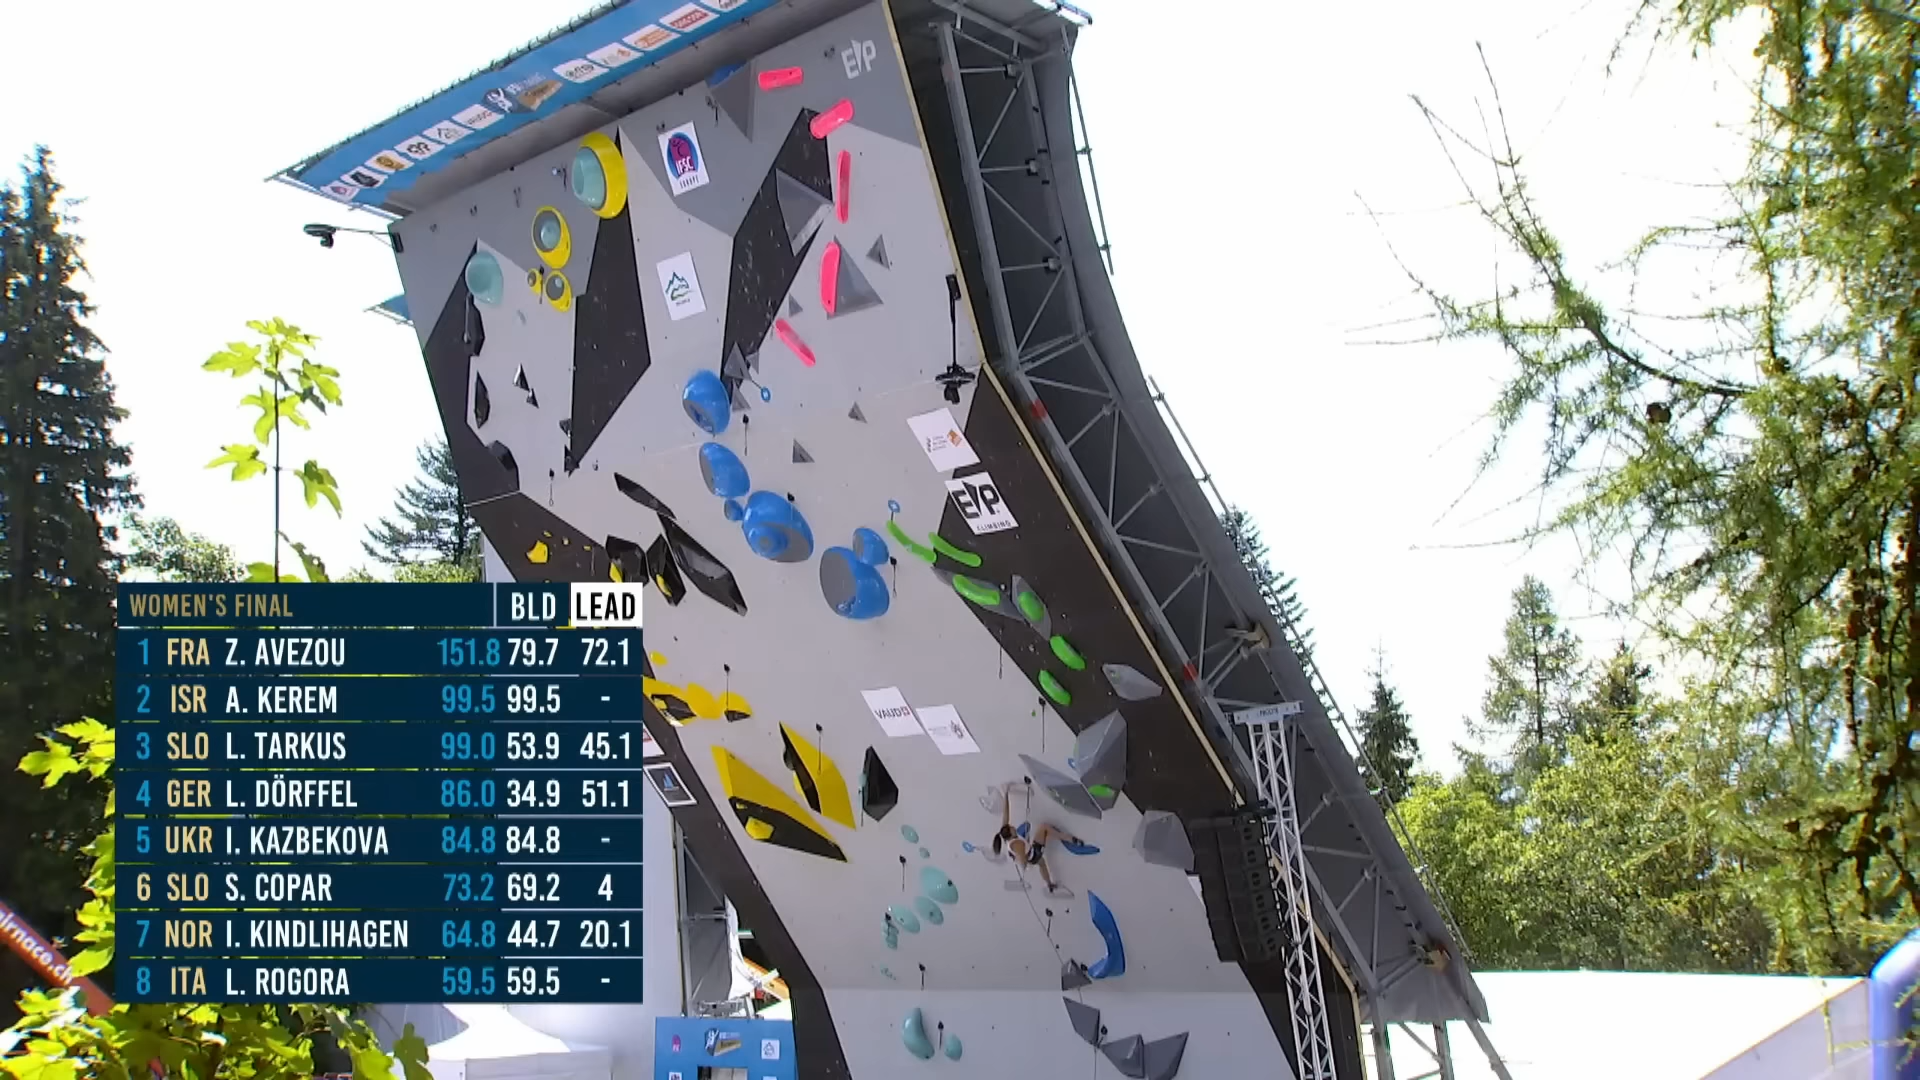 E/P
IFSC
EUROPE
E/P
CLIMBING
VAUD
WOMEN'S FINAL BLD LEAD
1 FRA Z. AVEZOU 151.8 79.7 72.1
2 ISR A. KEREM 99.5 99.5 -
3 SLO L. TARKUS 99.0 53.9 45.1
4 GER L. DÖRFFEL 86.0 34.9 51.1
5 UKR I. KAZBEKOVA 84.8 84.8 -
6 SLO S. COPAR 73.2 69.2 4
7 NOR I. KINDLIHAGEN 64.8 44.7 20.1
8 ITA L. ROGORA 59.5 59.5 -